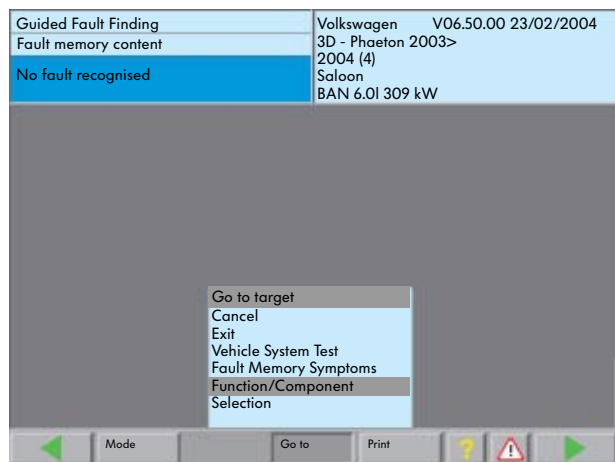 Guided Fault Finding
Fault memory content
No fault recognised
Volkswagen V06.50.00 23/02/2004
3D - Phaeton 2003>
2004 (4)
Saloon
BAN 6.0l 309 kW
Go to target
Cancel
Exit
Vehicle System Test
Fault Memory Symptoms
Function/Component
Selection
Mode
Go to
Print
?